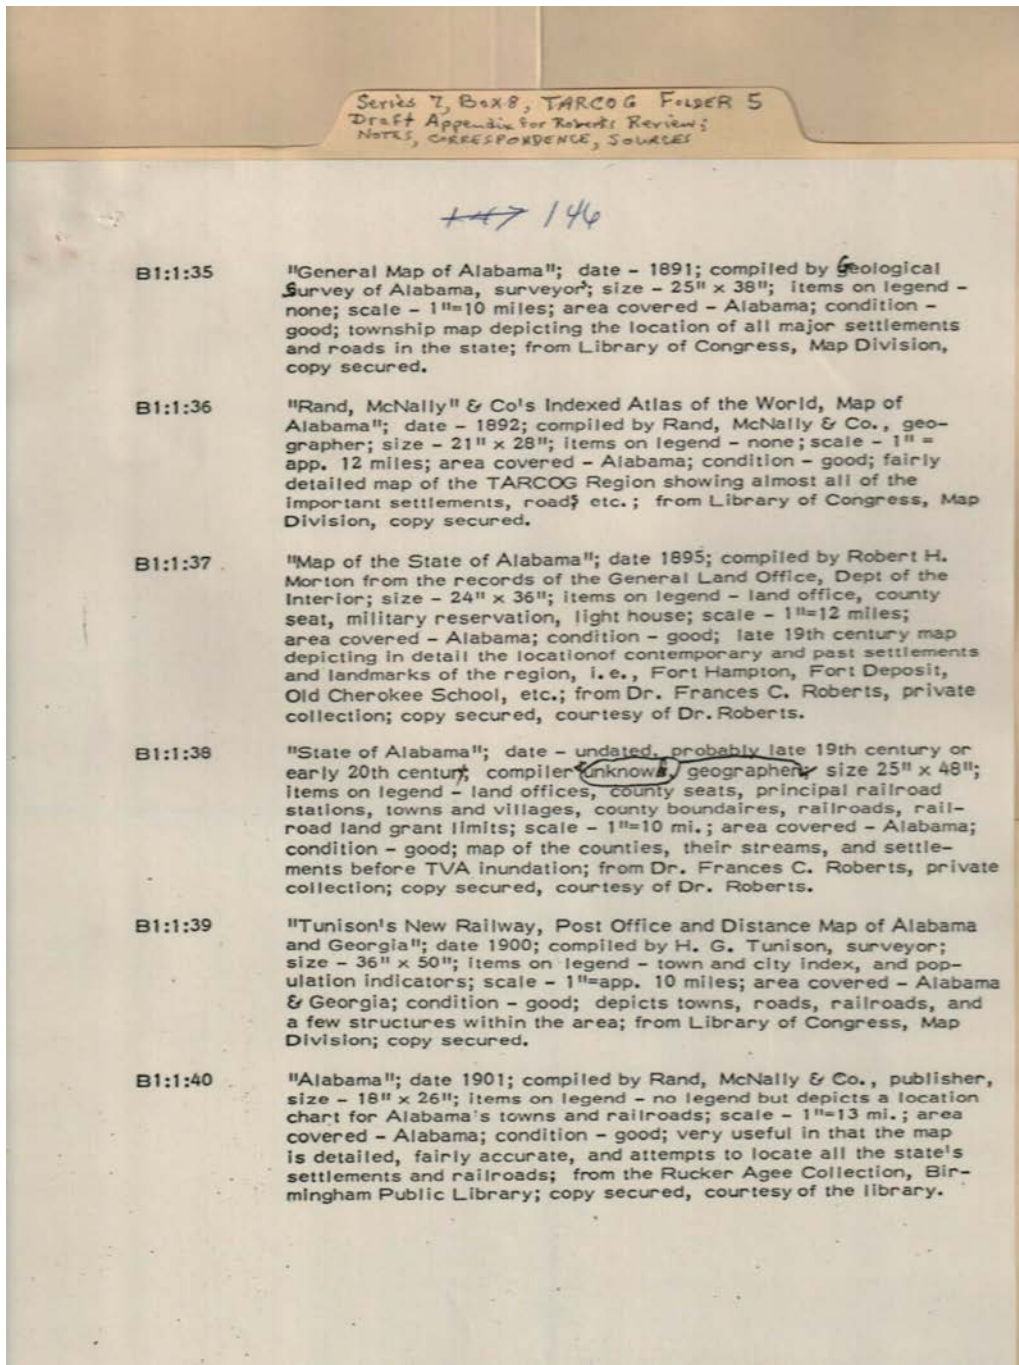 Series 7, Box 8, TARCOG FOLDER 5
Draft Appendix for Roberts Review;
NOTES, CORRESPONDENCE, SOURCES
147 146
B1:1:35 "General Map of Alabama"; date - 1891; compiled by Geological
Survey of Alabama, surveyor; size - 25" x 38"; items on legend -
none; scale - 1"=10 miles; area covered - Alabama; condition -
good; township map depicting the location of all major settlements
and roads in the state; from Library of Congress, Map Division,
copy secured.
B1:1:36 "Rand, McNally" & Co's Indexed Atlas of the World, Map of
Alabama"; date - 1892; compiled by Rand, McNally & Co., geo-
grapher; size - 21" x 28"; items on legend - none; scale - 1" =
app. 12 miles; area covered - Alabama; condition - good; fairly
detailed map of the TARCOG Region showing almost all of the
important settlements, roads, etc.; from Library of Congress, Map
Division, copy secured.
B1:1:37 "Map of the State of Alabama"; date 1895; compiled by Robert H.
Morton from the records of the General Land Office, Dept of the
Interior; size - 24" x 36"; items on legend - land office, county
seat, military reservation, light house; scale - 1"=12 miles;
area covered - Alabama; condition - good; late 19th century map
depicting in detail the locationof contemporary and past settlements
and landmarks of the region, i.e., Fort Hampton, Fort Deposit,
Old Cherokee School, etc.; from Dr. Frances C. Roberts, private
collection; copy secured, courtesy of Dr. Roberts.
B1:1:38 "State of Alabama"; date - undated, probably late 19th century or
early 20th century; compiler unknown, geographer; size 25" x 48";
items on legend - land offices, county seats, principal railroad
stations, towns and villages, county boundaires, railroads, rail-
road land grant limits; scale - 1"=10 mi.; area covered - Alabama;
condition - good; map of the counties, their streams, and settle-
ments before TVA inundation; from Dr. Frances C. Roberts, private
collection; copy secured, courtesy of Dr. Roberts.
B1:1:39 "Tunison's New Railway, Post Office and Distance Map of Alabama
and Georgia"; date 1900; compiled by H. G. Tunison, surveyor;
size - 36" x 50"; items on legend - town and city index, and pop-
ulation indicators; scale - 1"=app. 10 miles; area covered - Alabama
& Georgia; condition - good; depicts towns, roads, railroads, and
a few structures within the area; from Library of Congress, Map
Division; copy secured.
B1:1:40 "Alabama"; date 1901; compiled by Rand, McNally & Co., publisher,
size - 18" x 26"; items on legend - no legend but depicts a location
chart for Alabama's towns and railroads; scale - 1"=13 mi.; area
covered - Alabama; condition - good; very useful in that the map
is detailed, fairly accurate, and attempts to locate all the state's
settlements and railroads; from the Rucker Agee Collection, Bir-
mingham Public Library; copy secured, courtesy of the library.